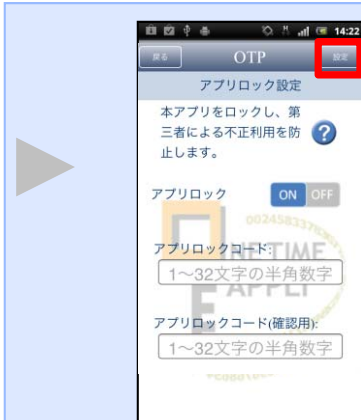 14:22
戻る
OTP
設定
アプリロック設定
本アプリをロックし、第
三者による不正利用を防
止します。
?
アプリロック
ON
OFF
アプリロックコード:
1～32文字の半角数字
アプリロックコード(確認用):
1～32文字の半角数字